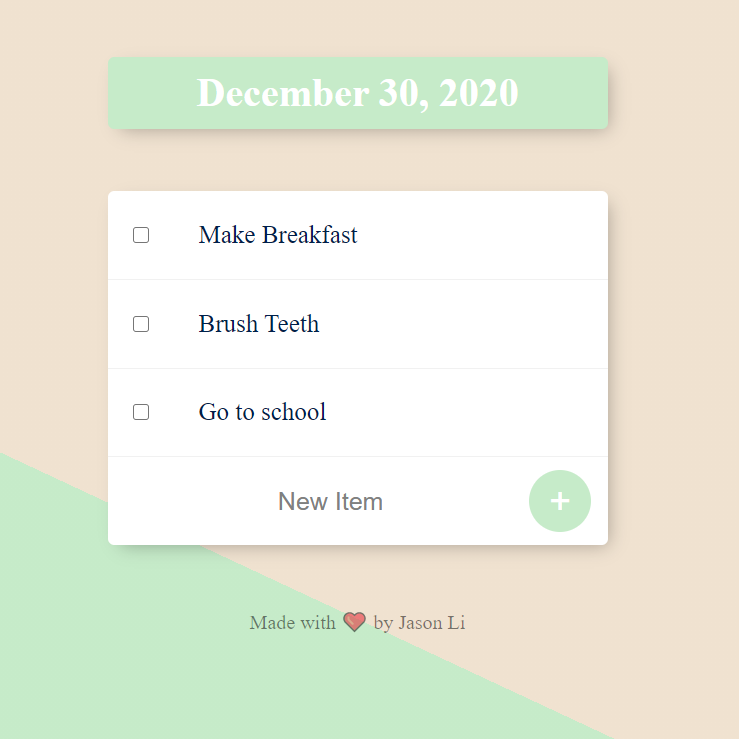 December 30, 2020
Make Breakfast
Brush Teeth
Go to school
New Item +
Made with ❤ by Jason Li